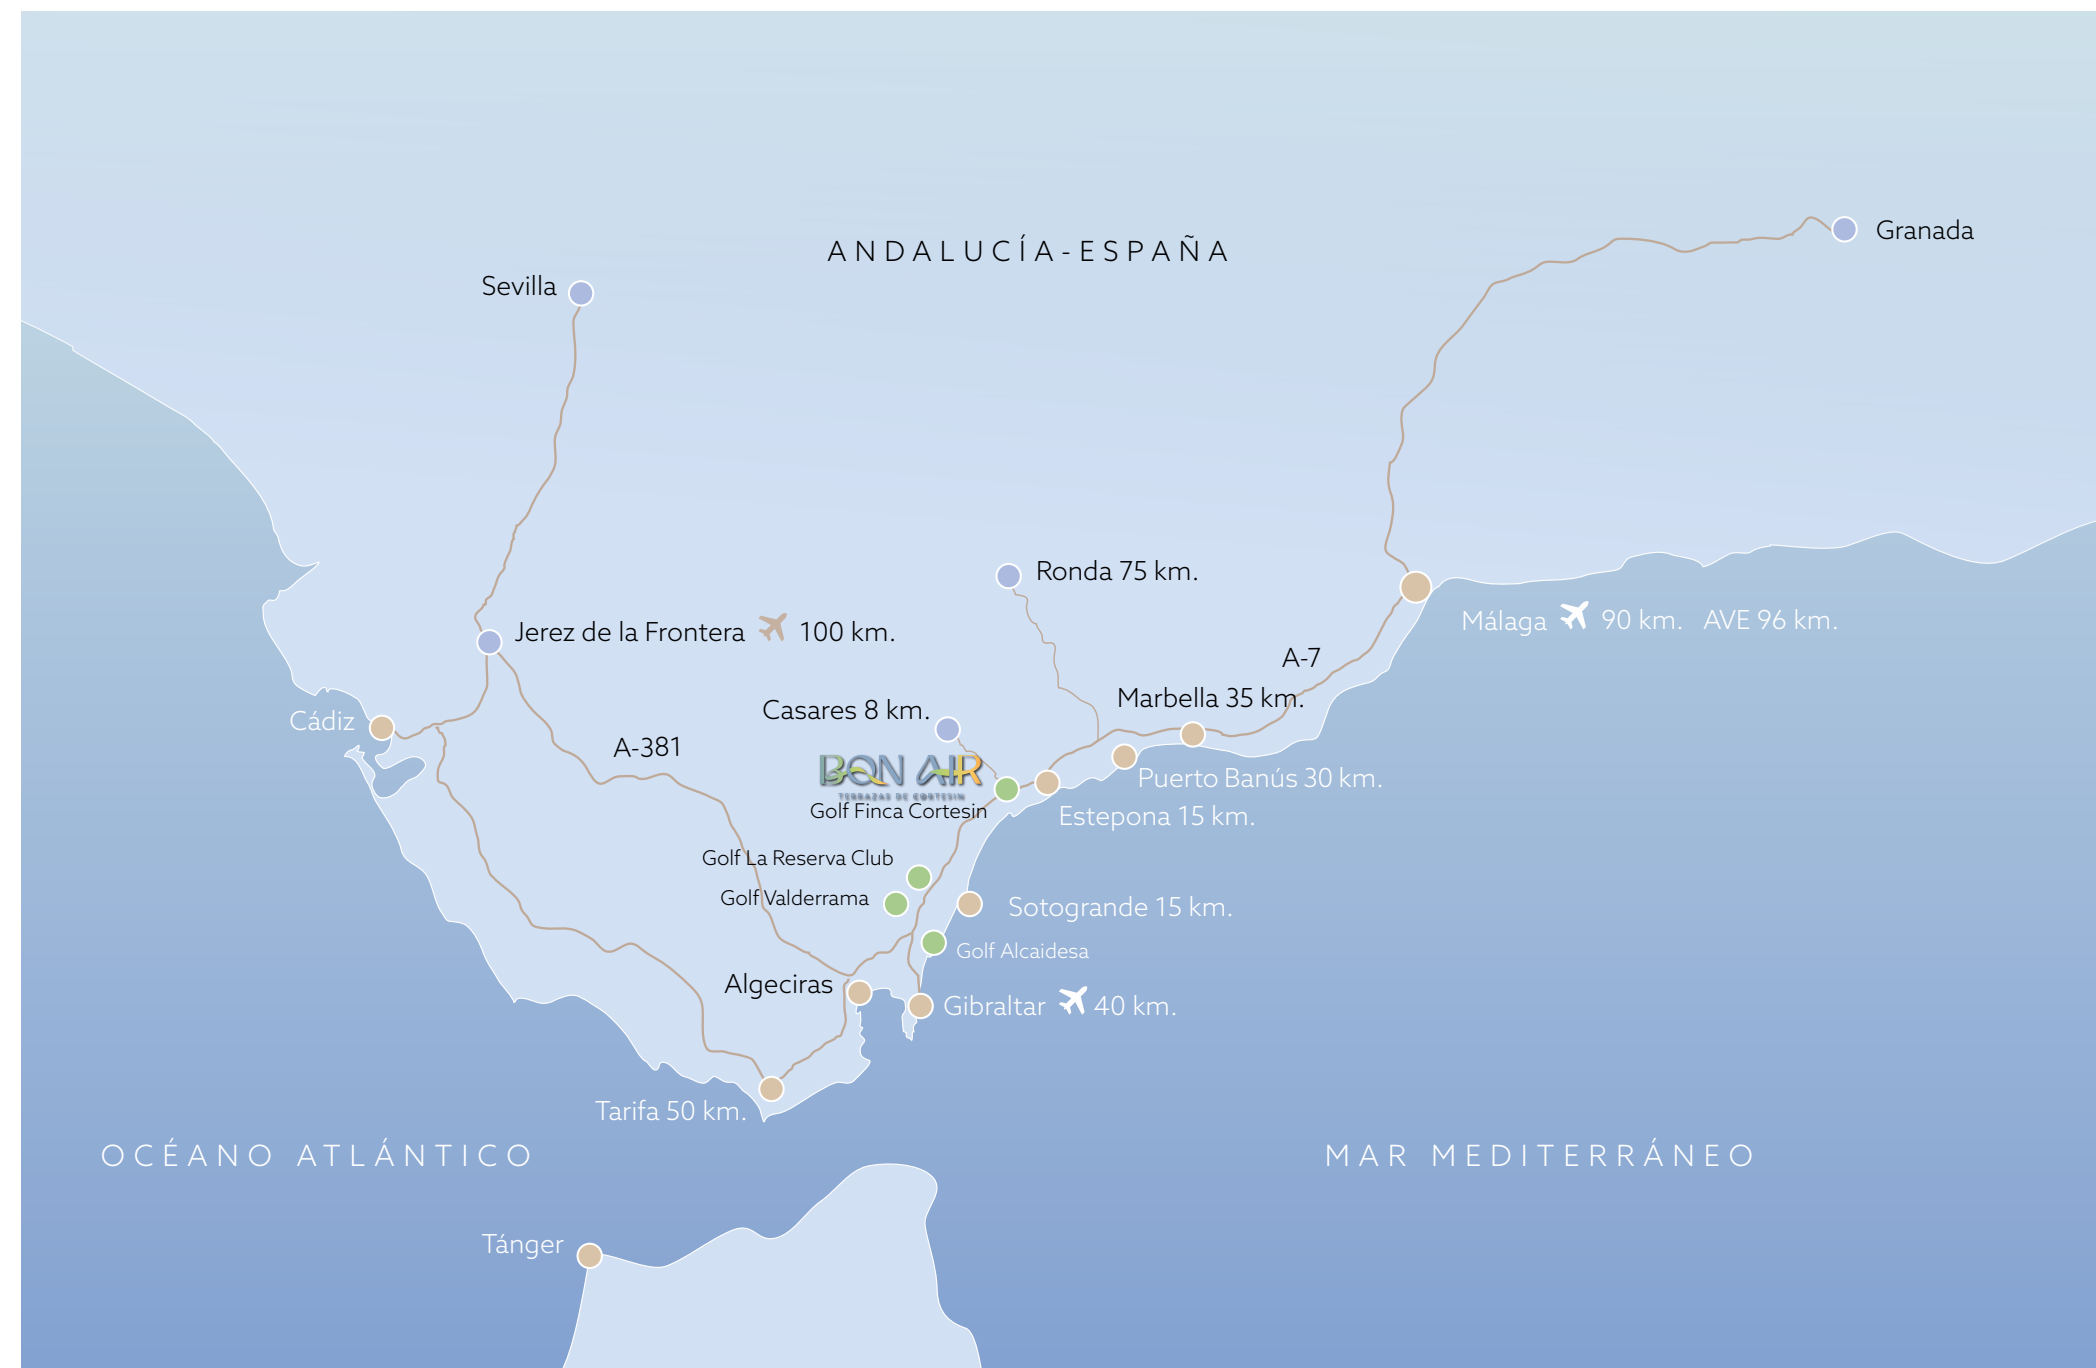 Granada
ANDALUCÍA-ESPAÑA
Sevilla
Ronda 75 km.
Málaga 90 km. AVE 96 km.
Jerez de la Frontera 100 km.
A-7
Marbella 35 km.
Casares 8 km.
Cádiz
A-381
BON AIR
TERRAZAS DE CORTESIN
Puerto Banús 30 km.
Golf Finca Cortesin
Estepona 15 km.
Golf La Reserva Club
Golf Valderrama
Sotogrande 15 km.
Golf Alcaidesa
Algeciras
Gibraltar 40 km.
Tarifa 50 km.
OCÉANO ATLÁNTICO
MAR MEDITERRÁNEO
Tánger